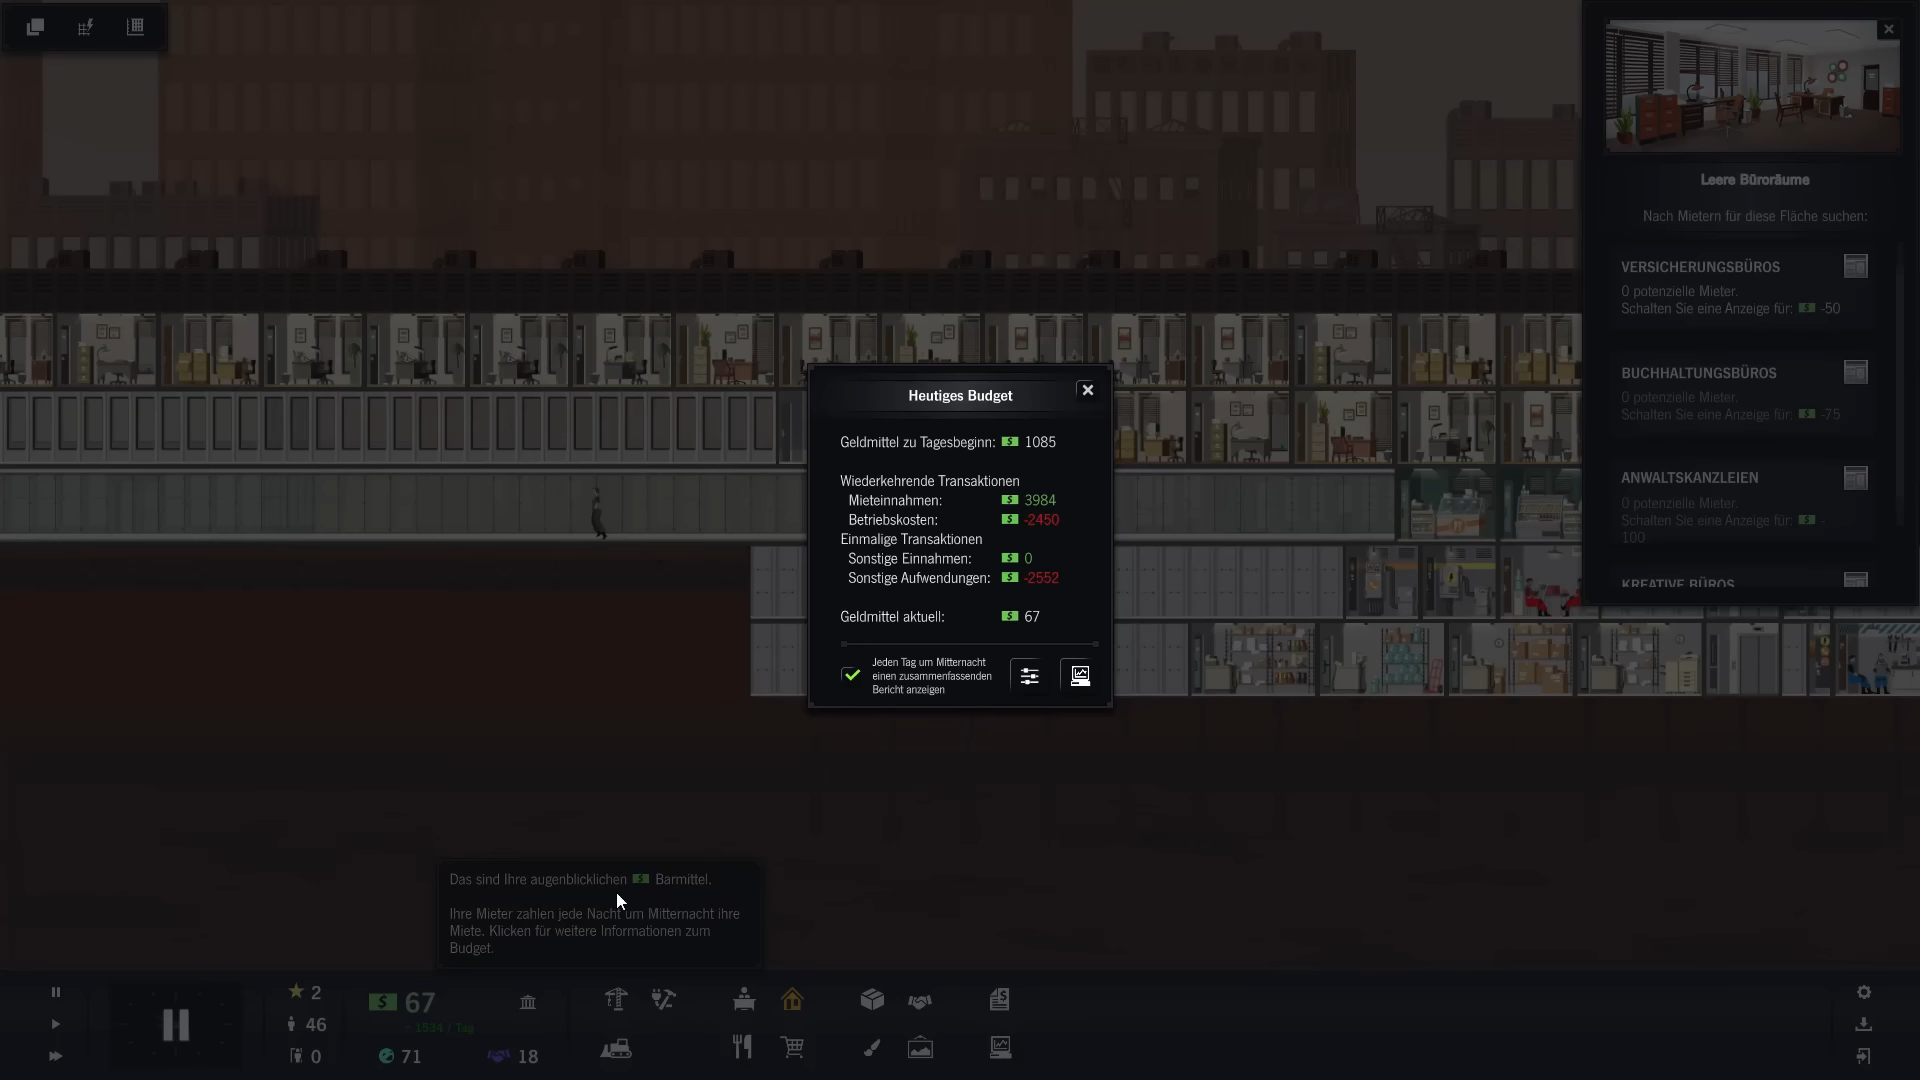 Leere Büroräume
Nach Mietern für diese Fläche suchen:
VERSICHERUNGSBÜROS
0 potenzielle Mieter.
Schalten Sie eine Anzeige für: -50
BUCHHALTUNGSBÜROS
0 potenzielle Mieter.
Schalten Sie eine Anzeige für: -75
ANWALTSKANZLEIEN
0 potenzielle Mieter.
Schalten Sie eine Anzeige für: -
100
KREATIVE BÜROS
Heutiges Budget
Geldmittel zu Tagesbeginn: 1085
Wiederkehrende Transaktionen
Mieteinnahmen: 3984
Betriebskosten: -2450
Einmalige Transaktionen
Sonstige Einnahmen: 0
Sonstige Aufwendungen: -2552
Geldmittel aktuell: 67
Jeden Tag um Mitternacht
einen zusammenfassenden
Bericht anzeigen
Das sind Ihre augenblicklichen Barmittel.
Ihre Mieter zahlen jede Nacht um Mitternacht ihre
Miete. Klicken für weitere Informationen zum
Budget.
2
46
0
67
+ 1534 / Tag
71
18